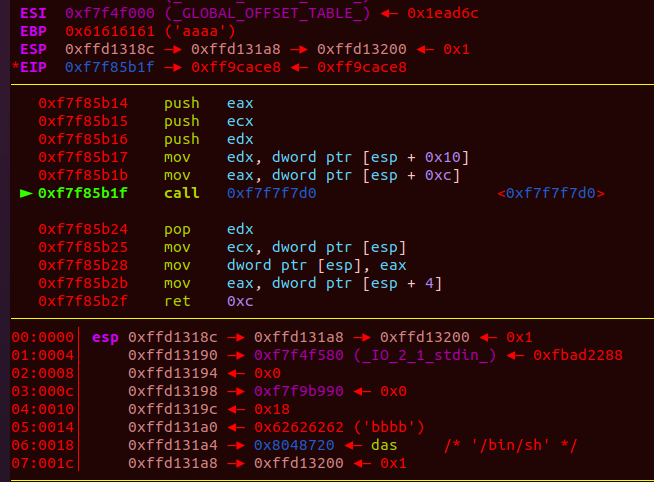 ESI 0xf7f4f000 (_GLOBAL_OFFSET_TABLE_) ◂— 0x1ead6c
EBP 0x61616161 ('aaaa')
ESP 0xffd1318c —▸ 0xffd131a8 —▸ 0xffd13200 ◂— 0x1
*EIP 0xf7f85b1f —▸ 0xff9cace8 ◂— 0xff9cace8
0xf7f85b14 push eax
0xf7f85b15 push ecx
0xf7f85b16 push edx
0xf7f85b17 mov edx, dword ptr [esp + 0x10]
0xf7f85b1b mov eax, dword ptr [esp + 0xc]
► 0xf7f85b1f call 0xf7f7f7d0 <0xf7f7f7d0>
0xf7f85b24 pop edx
0xf7f85b25 mov ecx, dword ptr [esp]
0xf7f85b28 mov dword ptr [esp], eax
0xf7f85b2b mov eax, dword ptr [esp + 4]
0xf7f85b2f ret 0xc
00:0000│ esp 0xffd1318c —▸ 0xffd131a8 —▸ 0xffd13200 ◂— 0x1
01:0004│ 0xffd13190 —▸ 0xf7f4f580 (_IO_2_1_stdin_) ◂— 0xfbad2288
02:0008│ 0xffd13194 ◂— 0x0
03:000c│ 0xffd13198 —▸ 0xf7f9b990 ◂— 0x0
04:0010│ 0xffd1319c ◂— 0x18
05:0014│ 0xffd131a0 ◂— 0x62626262 ('bbbb')
06:0018│ 0xffd131a4 —▸ 0x8048720 ◂— das /* '/bin/sh' */
07:001c│ 0xffd131a8 —▸ 0xffd13200 ◂— 0x1